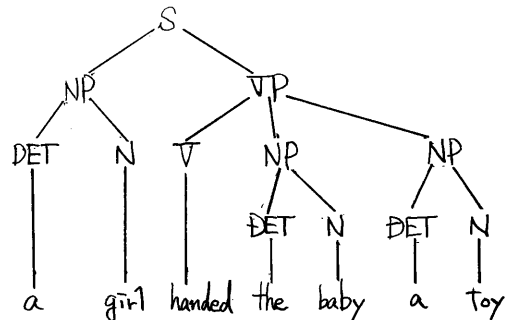 S
NP VP
DET N V NP NP
DET N DET N
a girl handed the baby a toy